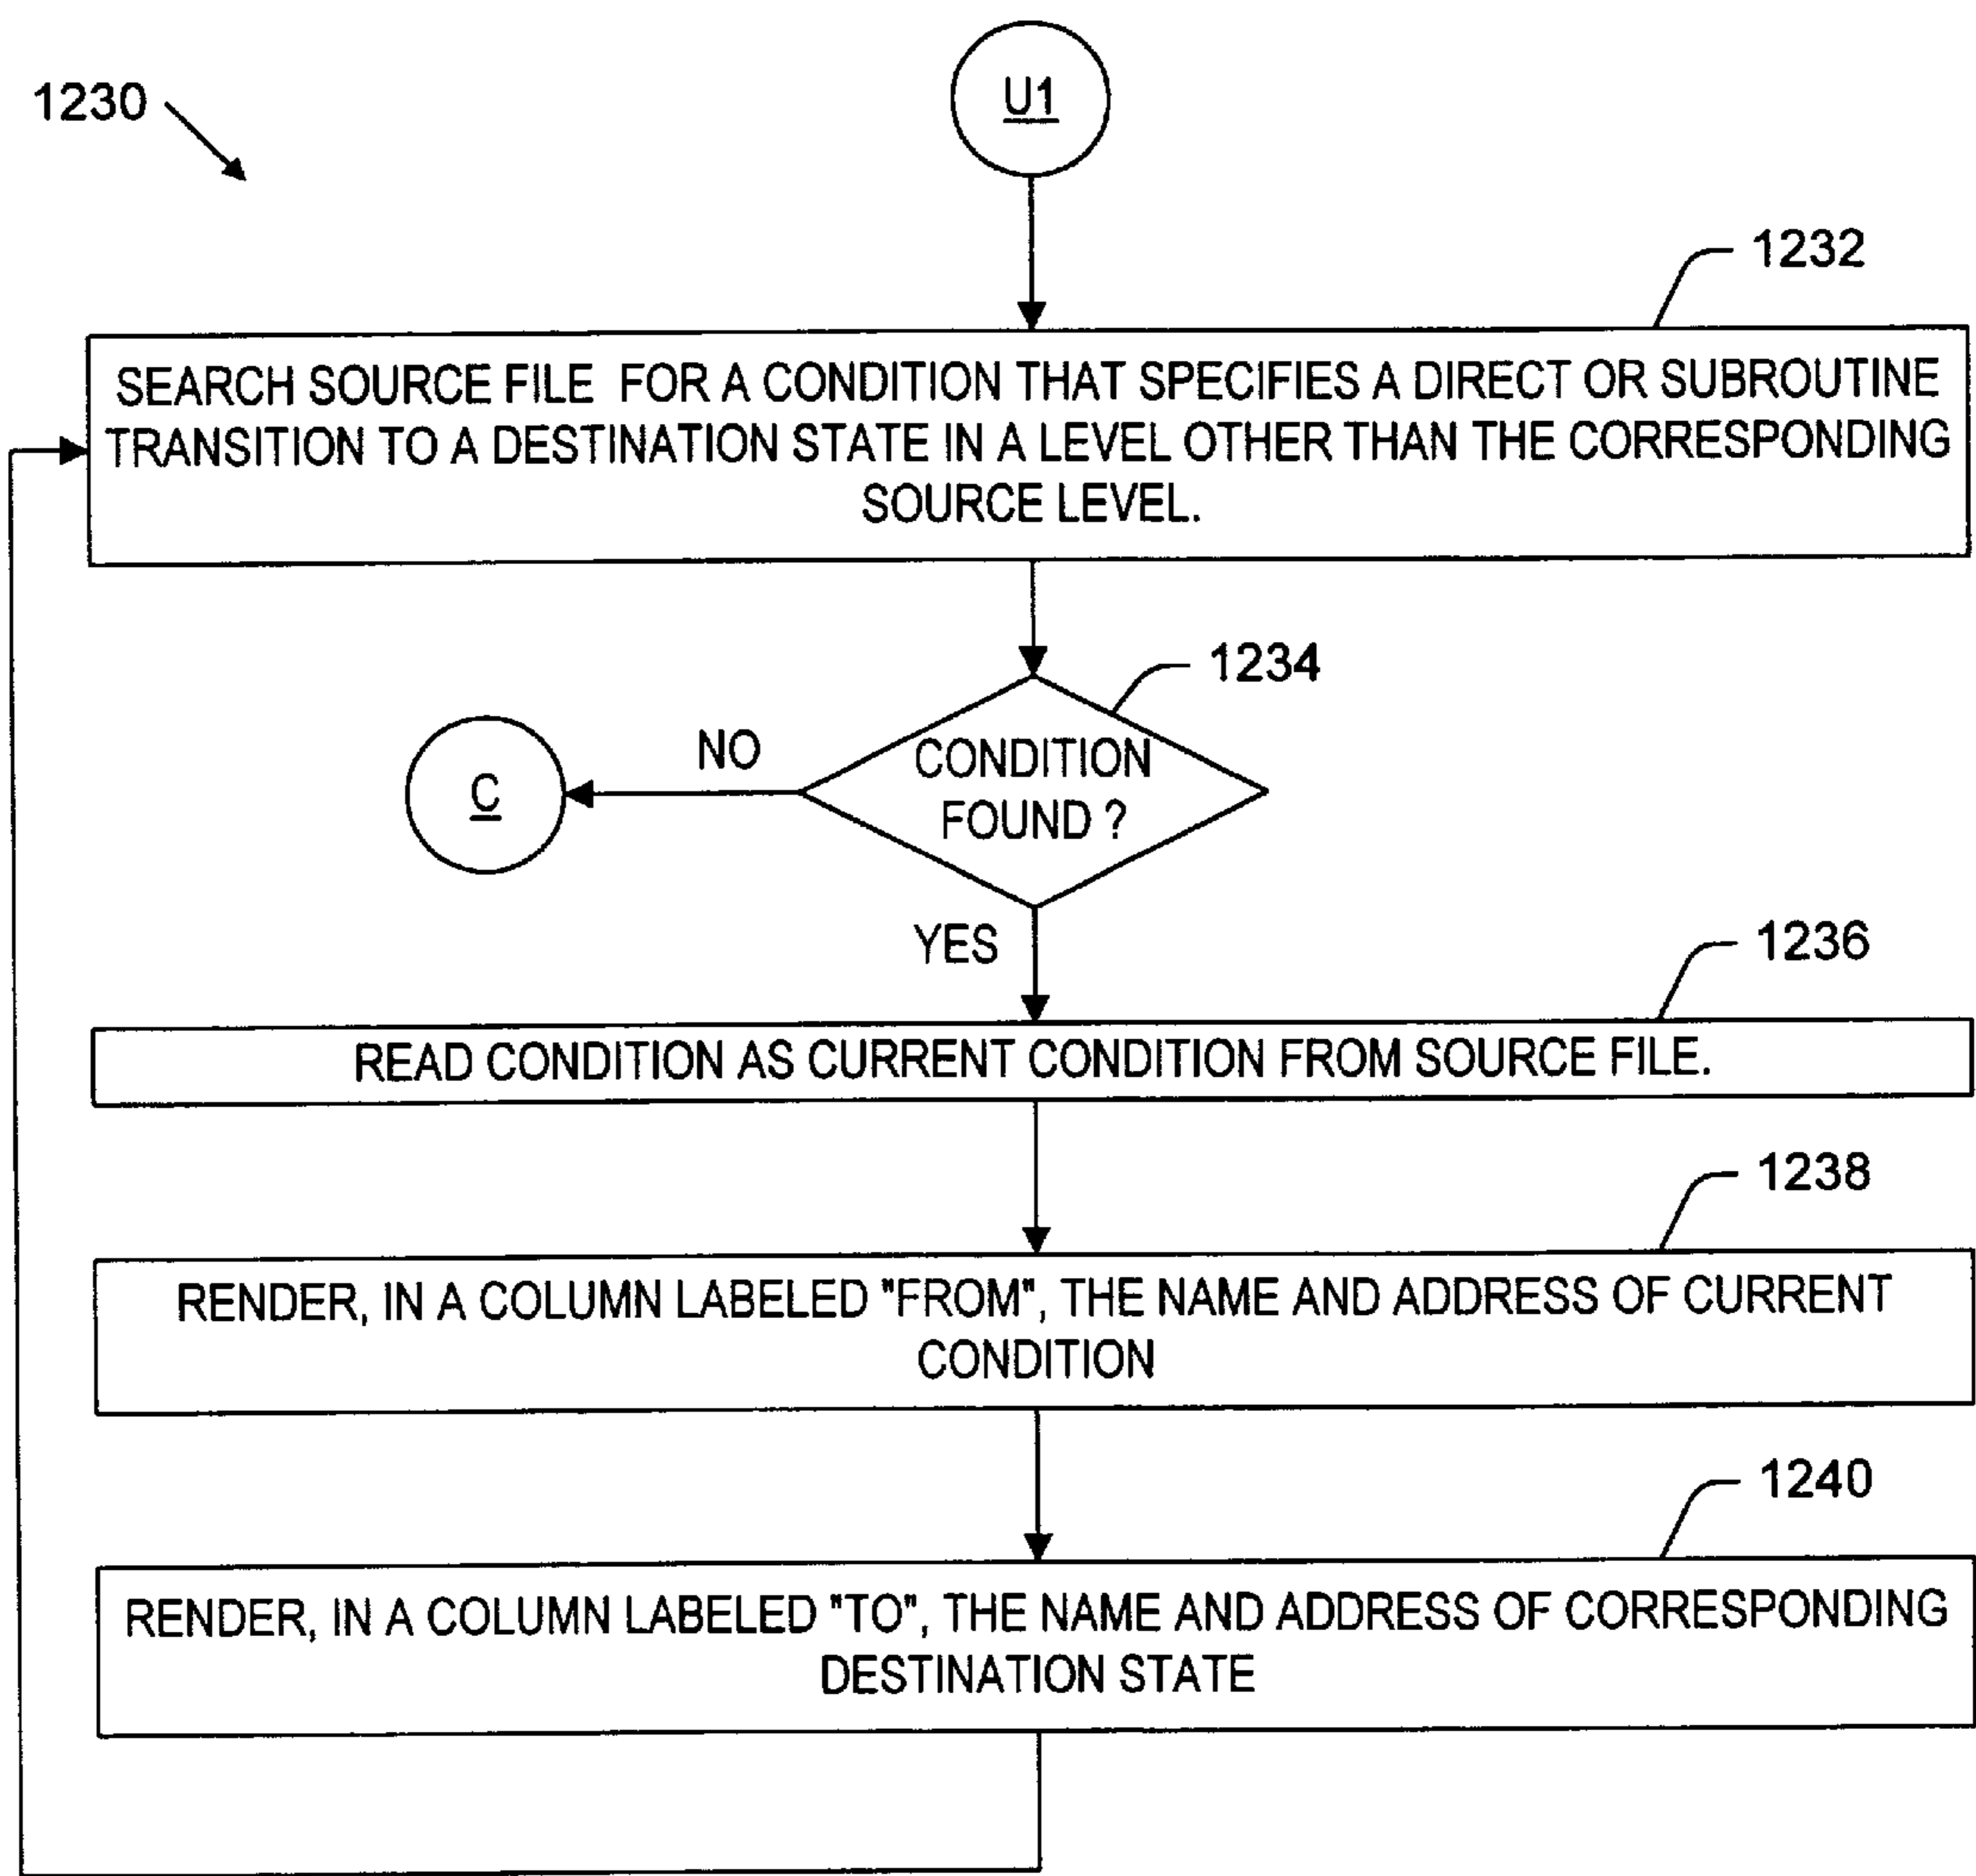 U1
1230
1232
SEARCH SOURCE FILE FOR A CONDITION THAT SPECIFIES A DIRECT OR SUBROUTINE
TRANSITION TO A DESTINATION STATE IN A LEVEL OTHER THAN THE CORRESPONDING
SOURCE LEVEL.
1234
CONDITION
FOUND ?
NO
C
YES
1236
READ CONDITION AS CURRENT CONDITION FROM SOURCE FILE.
1238
RENDER, IN A COLUMN LABELED "FROM", THE NAME AND ADDRESS OF CURRENT
CONDITION
1240
RENDER, IN A COLUMN LABELED "TO", THE NAME AND ADDRESS OF CORRESPONDING
DESTINATION STATE